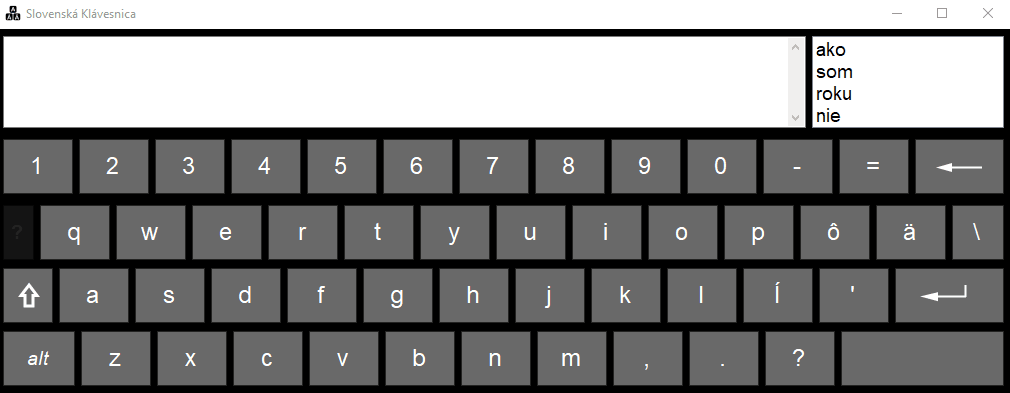 Slovenská Klávesnica
ako
som
roku
nie
1 2 3 4 5 6 7 8 9 0 - =
? q w e r t y u i o p ô ä \
a s d f g h j k l Í '
alt z x c v b n m , . ?